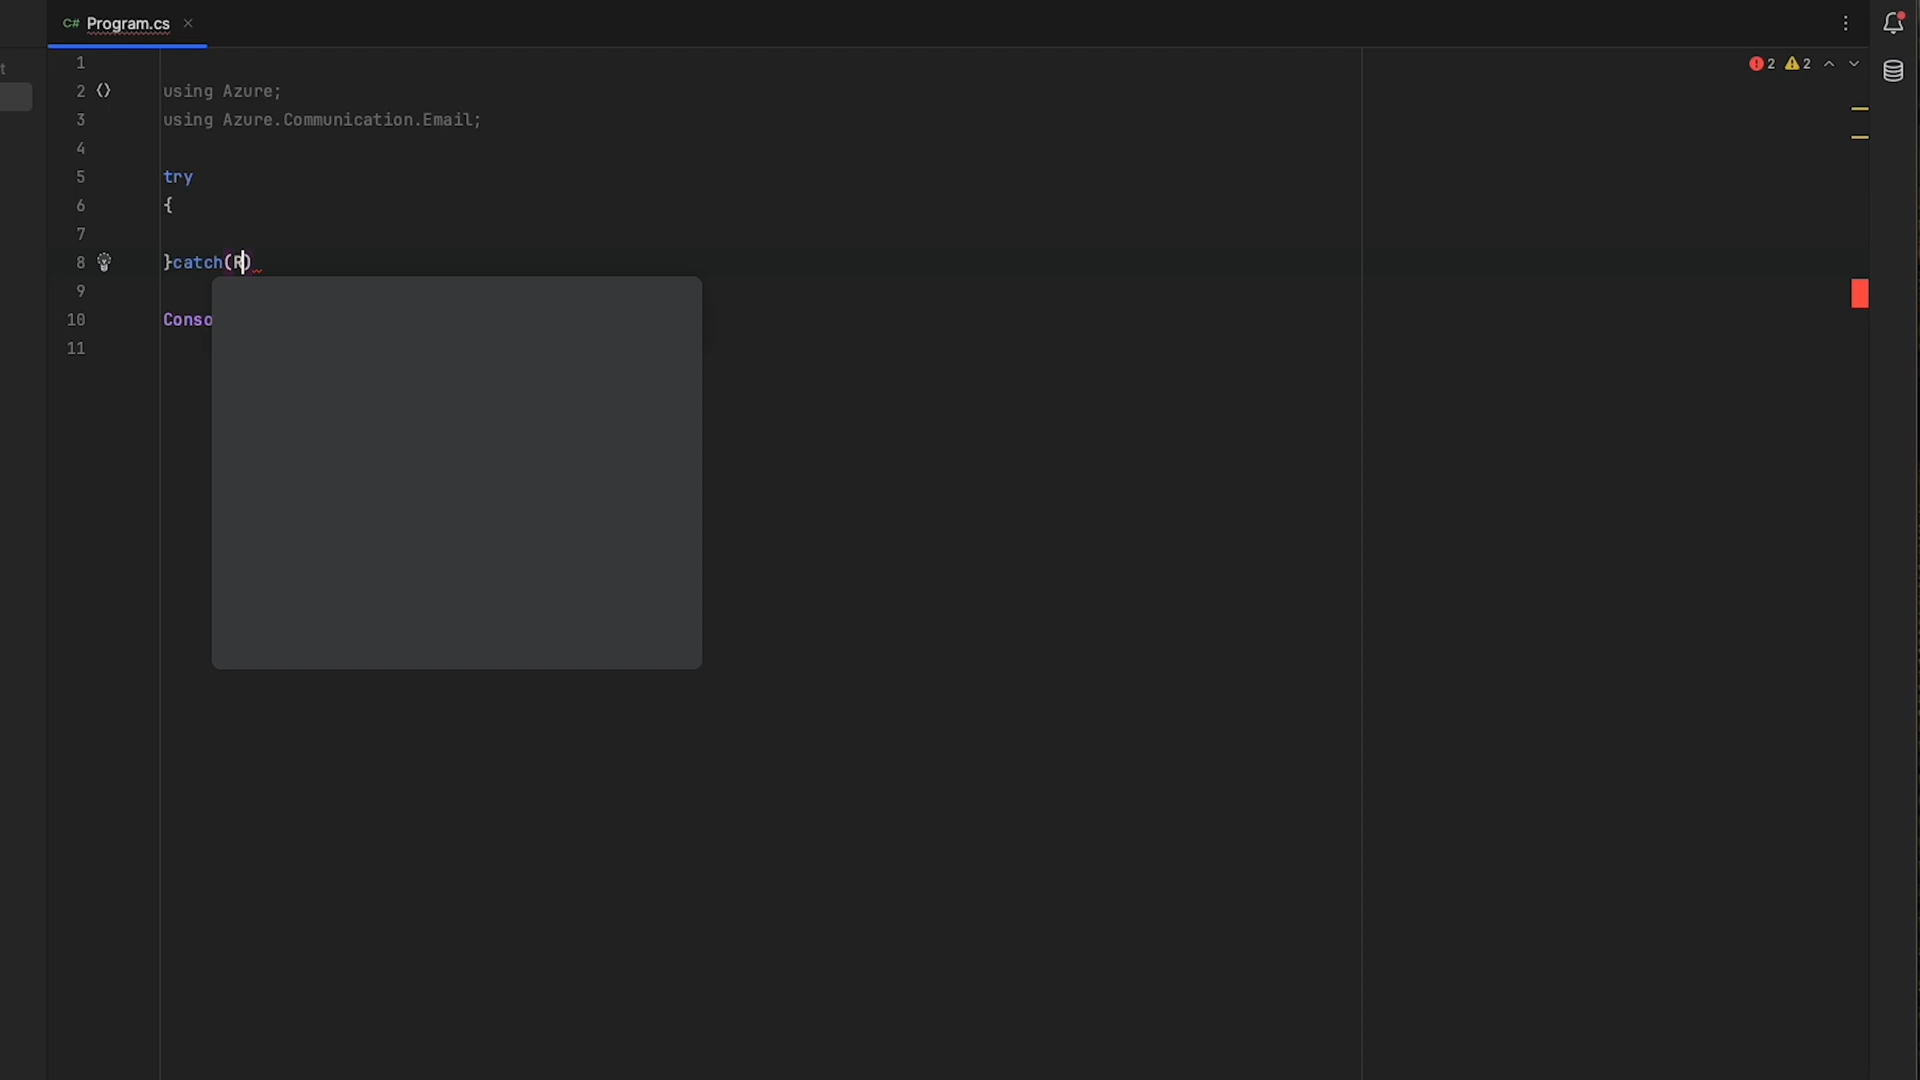 t
C# Program.cs
2 2
1
2 using Azure;
3 using Azure.Communication.Email;
4
5 try
6 {
7
8 }catch(R)
9
10 Conso
11